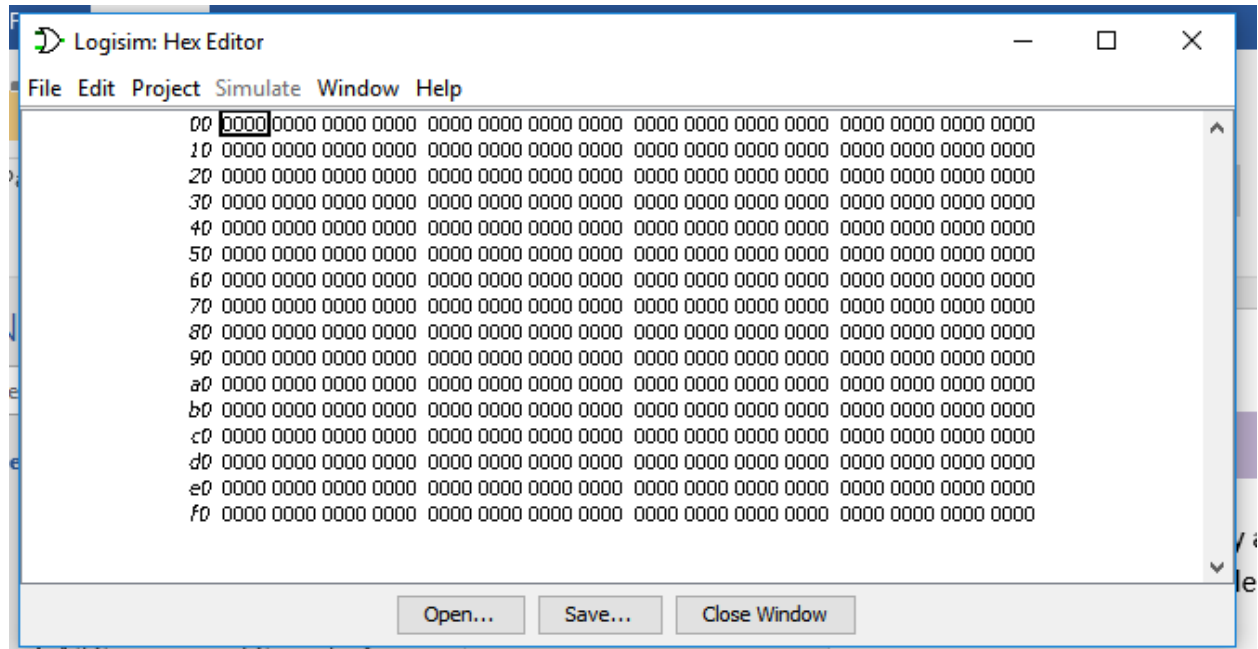 Logisim: Hex Editor
File Edit Project Simulate Window Help
00 0000 0000 0000 0000 0000 0000 0000 0000 0000 0000 0000 0000 0000 0000 0000 0000
10 0000 0000 0000 0000 0000 0000 0000 0000 0000 0000 0000 0000 0000 0000 0000 0000
20 0000 0000 0000 0000 0000 0000 0000 0000 0000 0000 0000 0000 0000 0000 0000 0000
30 0000 0000 0000 0000 0000 0000 0000 0000 0000 0000 0000 0000 0000 0000 0000 0000
40 0000 0000 0000 0000 0000 0000 0000 0000 0000 0000 0000 0000 0000 0000 0000 0000
50 0000 0000 0000 0000 0000 0000 0000 0000 0000 0000 0000 0000 0000 0000 0000 0000
60 0000 0000 0000 0000 0000 0000 0000 0000 0000 0000 0000 0000 0000 0000 0000 0000
70 0000 0000 0000 0000 0000 0000 0000 0000 0000 0000 0000 0000 0000 0000 0000 0000
80 0000 0000 0000 0000 0000 0000 0000 0000 0000 0000 0000 0000 0000 0000 0000 0000
90 0000 0000 0000 0000 0000 0000 0000 0000 0000 0000 0000 0000 0000 0000 0000 0000
a0 0000 0000 0000 0000 0000 0000 0000 0000 0000 0000 0000 0000 0000 0000 0000 0000
b0 0000 0000 0000 0000 0000 0000 0000 0000 0000 0000 0000 0000 0000 0000 0000 0000
c0 0000 0000 0000 0000 0000 0000 0000 0000 0000 0000 0000 0000 0000 0000 0000 0000
d0 0000 0000 0000 0000 0000 0000 0000 0000 0000 0000 0000 0000 0000 0000 0000 0000
e0 0000 0000 0000 0000 0000 0000 0000 0000 0000 0000 0000 0000 0000 0000 0000 0000
f0 0000 0000 0000 0000 0000 0000 0000 0000 0000 0000 0000 0000 0000 0000 0000 0000
Open... Save... Close Window